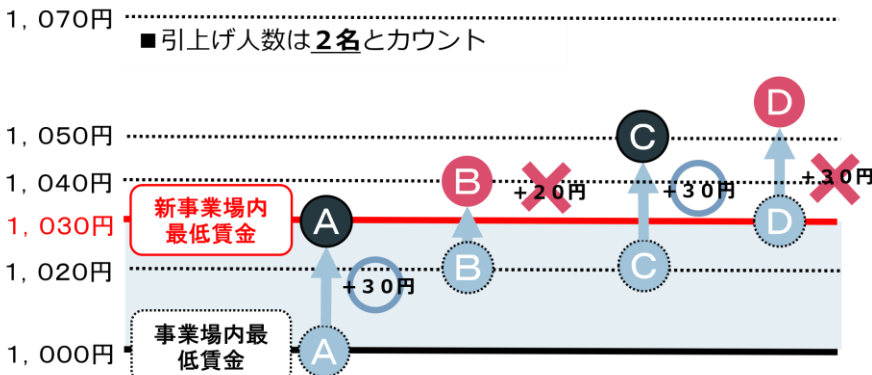 1，070円
■引上げ人数は2名とカウント
D
1，050円
C
1，040円
B
+20円
+30円
+30円
新事業場内
最低賃金
1，030円
A
D
1，020円
B
C
+30円
事業場内最
低賃金
1，000円
A